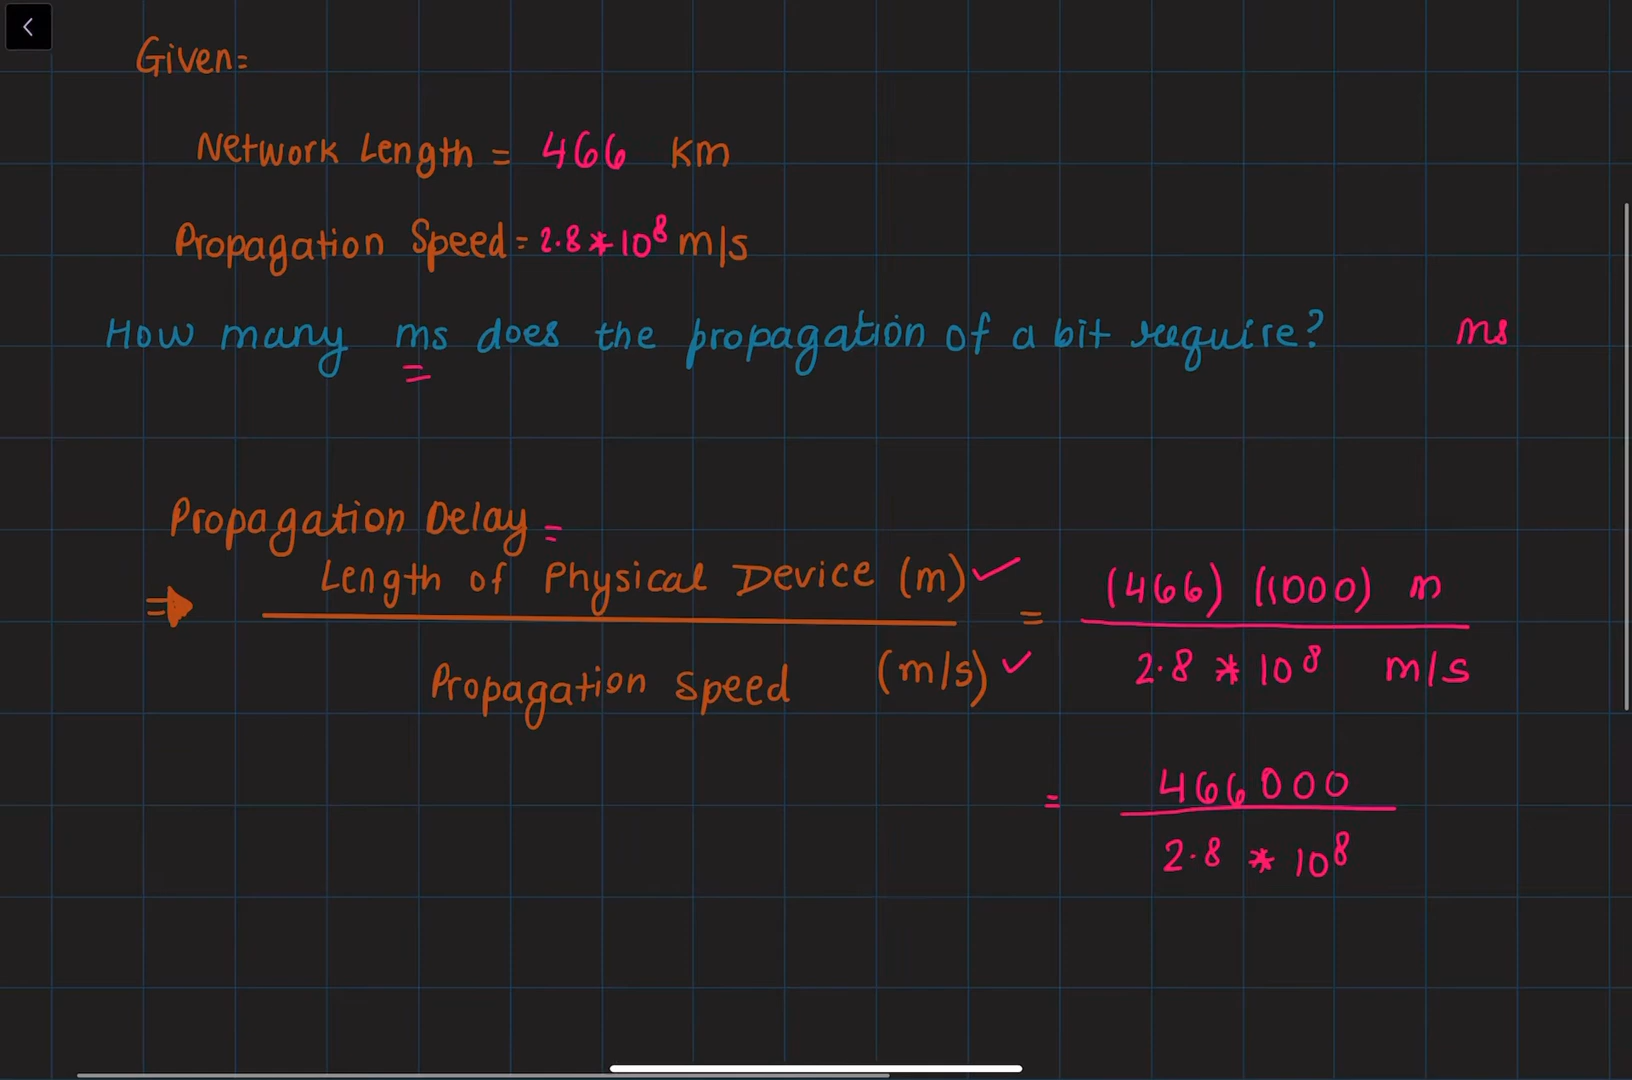 Given:
Network Length = 466 Km
Propagation Speed = 2.8 * 10^8 m/s
How many ms does the propagation of a bit require? ms
Propagation Delay =
=> Length of Physical Device (m) ✓ = (466) (1000) m
Propagation Speed (m/s) ✓ 2.8 * 10^8 m/s
= 466000
2.8 * 10^8